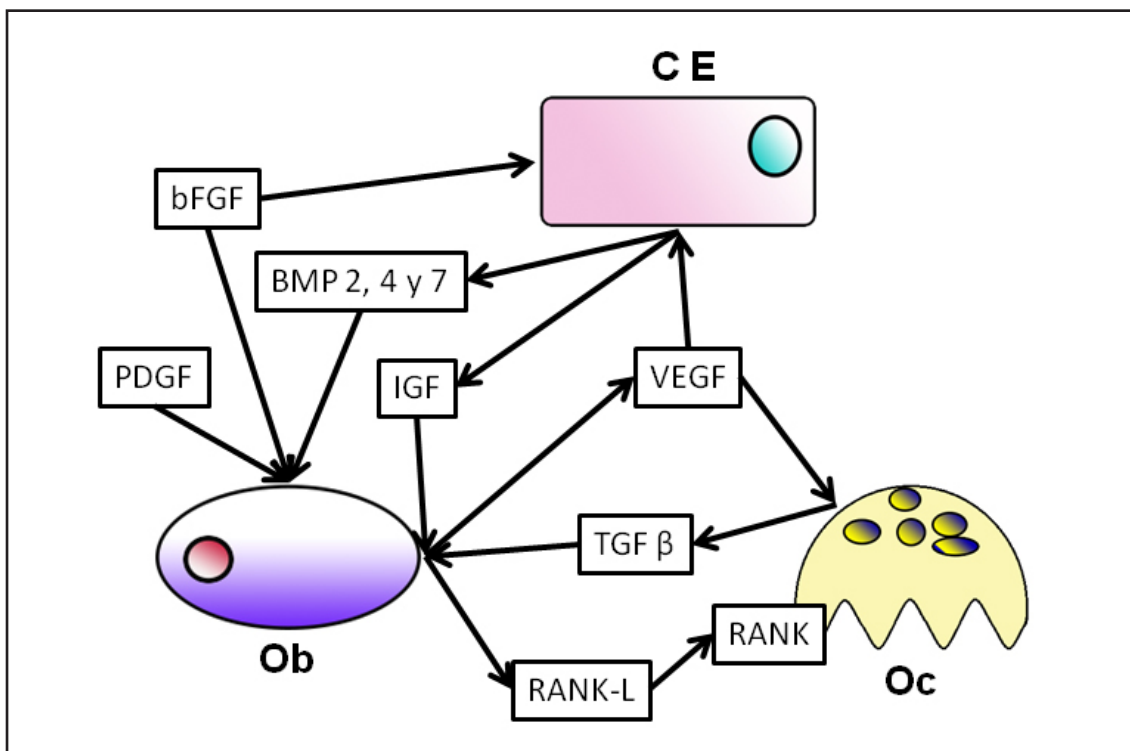 C E
bFGF
BMP 2, 4 y 7
PDGF
IGF
VEGF
TGF β
RANK
Ob
Oc
RANK-L